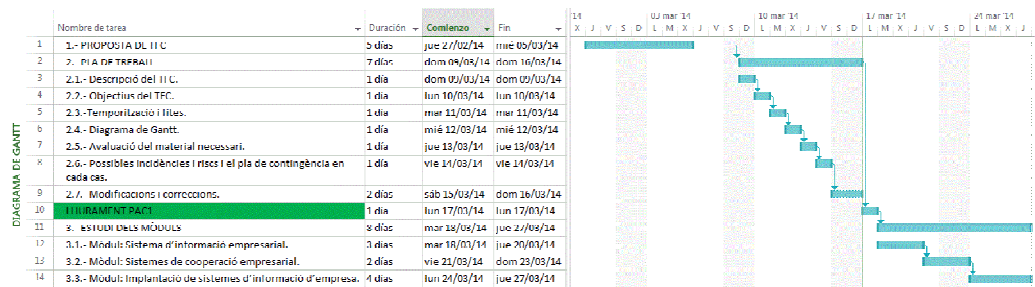 14 03 mar '14 10 mar '14 17 mar '14 24 mar '14
Nombre de tarea Duración Comienzo Fin X J V S D L M X J V S D L M X J V S D L M X J V S D L M X J
1 1.- PROPOSTA DE TFC 5 días jue 27/02/14 mié 05/03/14
2 2.- PLA DE TREBALL 7 días dom 09/03/14 dom 16/03/14
3 2.1.- Descripció del TFC. 1 día dom 09/03/14 dom 09/03/14
4 2.2.- Objectius del TFC. 1 día lun 10/03/14 lun 10/03/14
5 2.3.-Temporització i fites. 1 día mar 11/03/14 mar 11/03/14
6 2.4.- Diagrama de Gantt. 1 día mié 12/03/14 mié 12/03/14
7 2.5.- Avaluació del material necessari. 1 día jue 13/03/14 jue 13/03/14
8 2.6.- Possibles incidències i riscs i el pla de contingència en 1 día vie 14/03/14 vie 14/03/14
cada cas.
9 2.7.- Modificacions i correccions. 2 días sáb 15/03/14 dom 16/03/14
10 LLIURAMENT PAC1 1 día lun 17/03/14 lun 17/03/14
11 3.- ESTUDI DELS MÒDULS 8 días mar 18/03/14 jue 27/03/14
12 3.1.- Mòdul: Sistema d'informació empresarial. 3 días mar 18/03/14 jue 20/03/14
13 3.2.- Mòdul: Sistemes de cooperació empresarial. 2 días vie 21/03/14 dom 23/03/14
14 3.3.- Mòdul: Implantació de sistemes d'informació d'empresa. 4 días lun 24/03/14 jue 27/03/14
DIAGRAMA DE GANTT